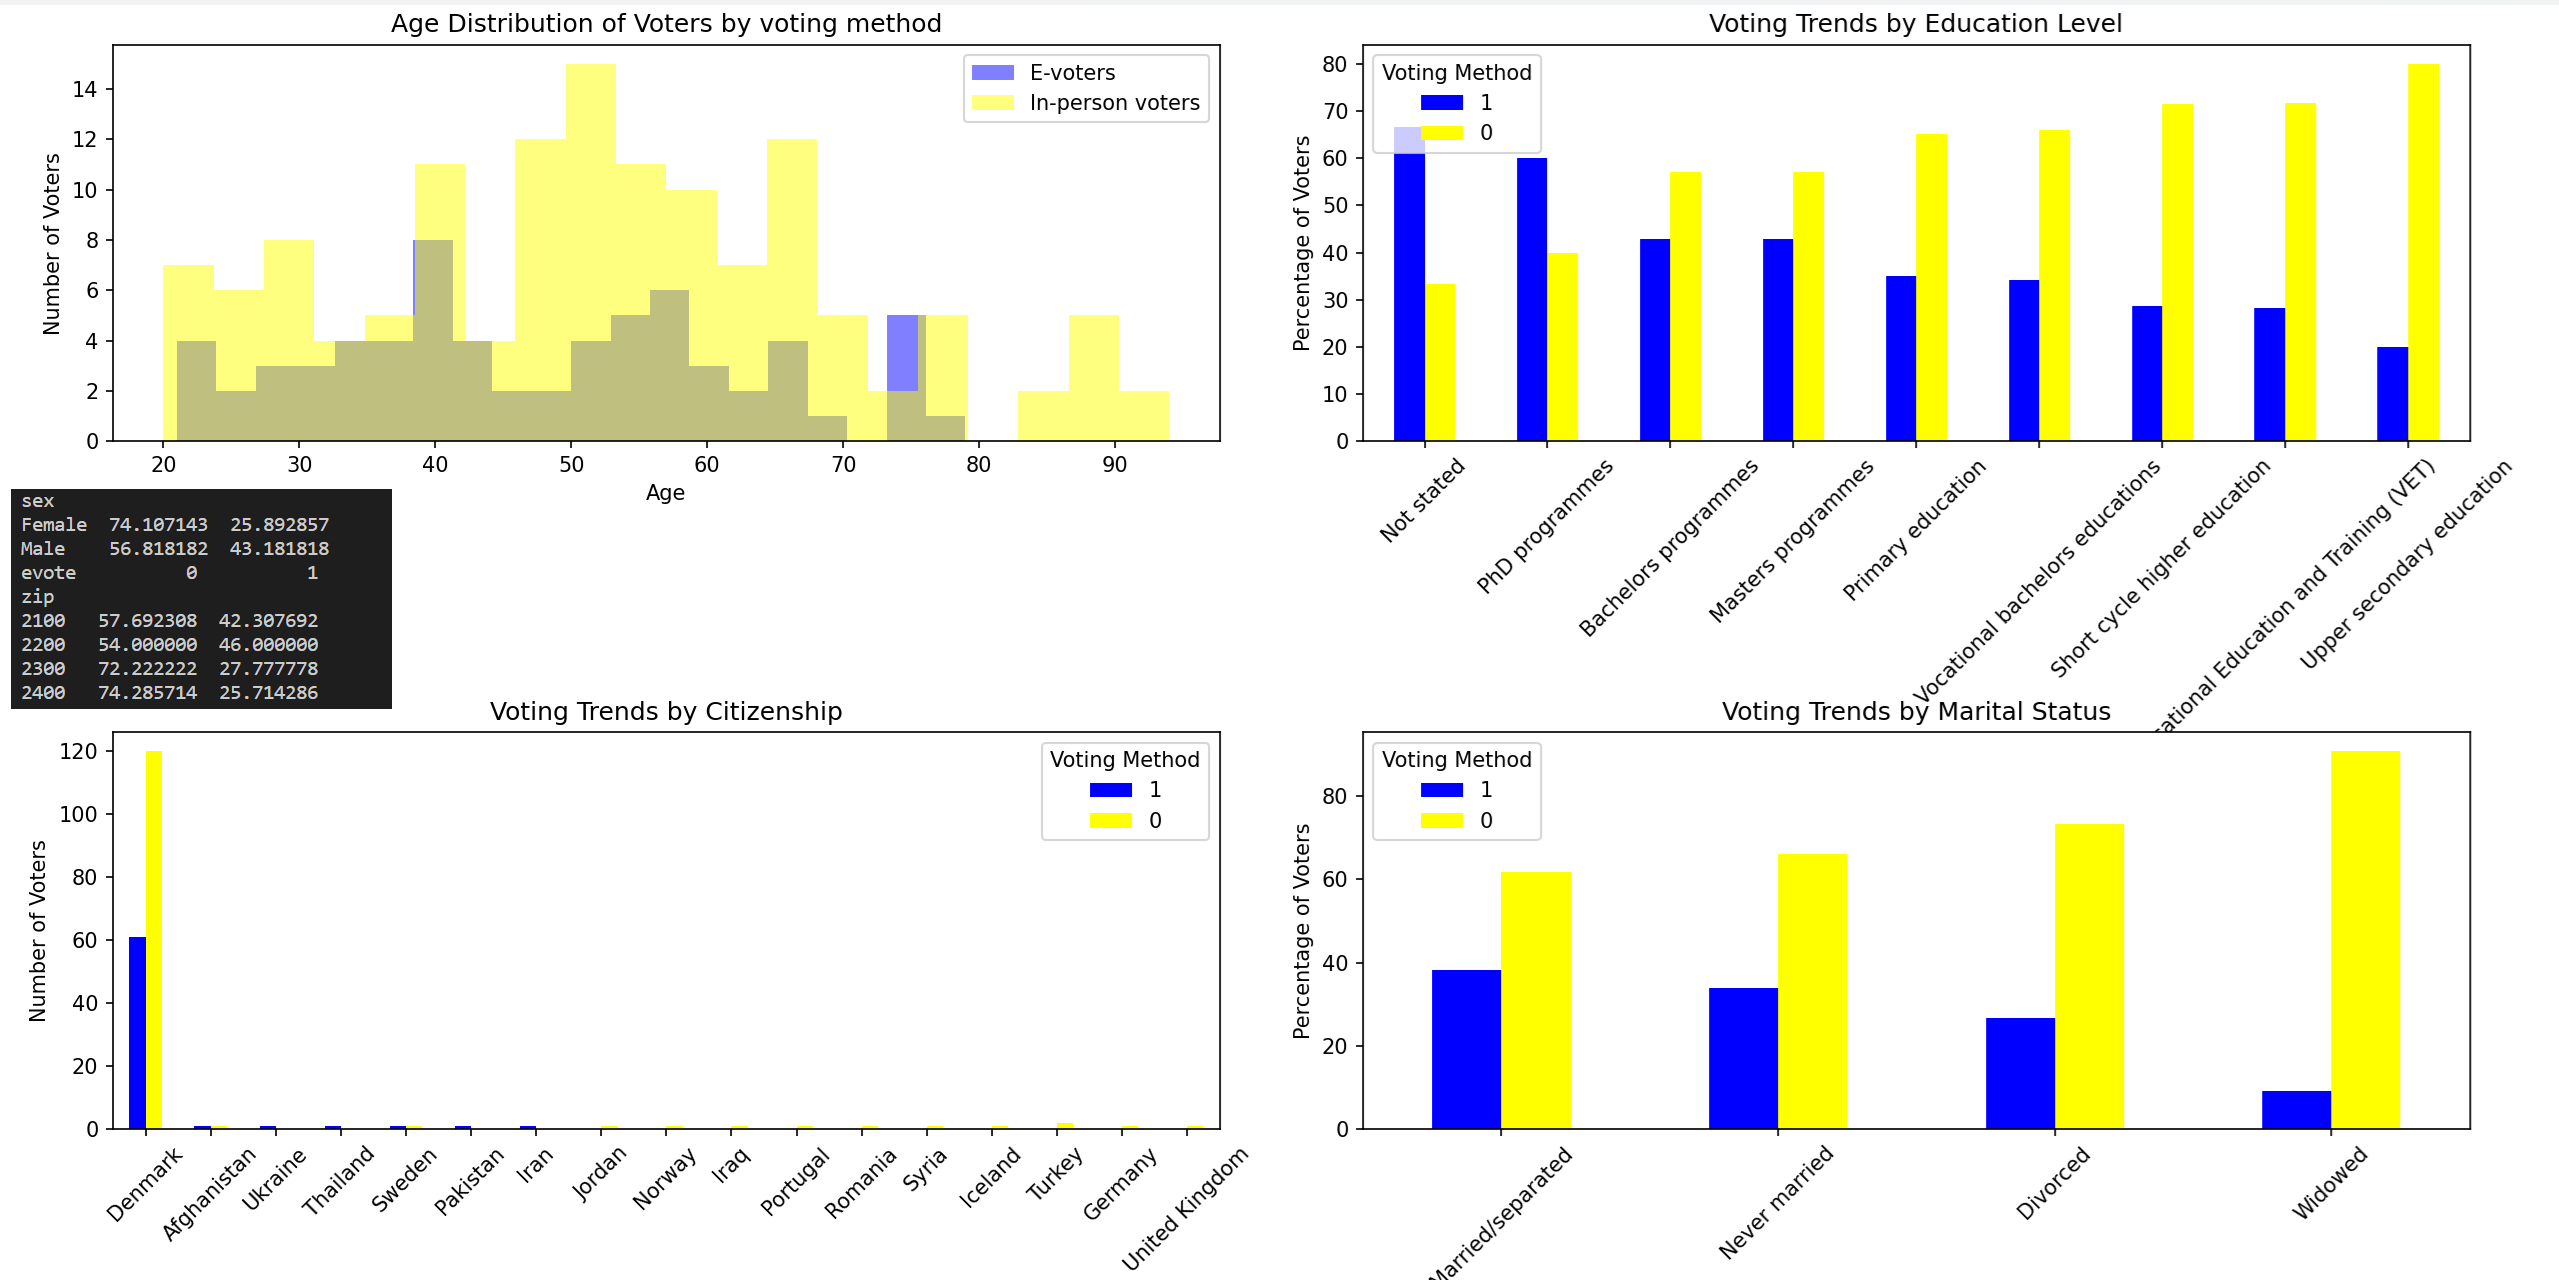 Age Distribution of Voters by voting method
Number of Voters
14
12
10
8
6
4
2
0
E-voters
In-person voters
20 30 40 50 60 70 80 90
Age
Voting Trends by Education Level
Percentage of Voters
80
70
60
50
40
30
20
10
0
Voting Method
1
0
Not stated
PhD programmes
Bachelors programmes
Masters programmes
Primary education
Vocational bachelors educations
Short cycle higher education
Education and Training (VET)
Upper secondary education
sex
Female 74.107143 25.892857
Male 56.818182 43.181818
evote 0 1
zip
2100 57.692308 42.307692
2200 54.000000 46.000000
2300 72.222222 27.777778
2400 74.285714 25.714286
Voting Trends by Citizenship
Number of Voters
120
100
80
60
40
20
0
Voting Method
1
0
Denmark
Afghanistan
Ukraine
Thailand
Sweden
Pakistan
Iran
Jordan
Norway
Iraq
Portugal
Romania
Syria
Iceland
Turkey
Germany
United Kingdom
Voting Trends by Marital Status
Percentage of Voters
80
60
40
20
0
Voting Method
1
0
Married/separated
Never married
Divorced
Widowed